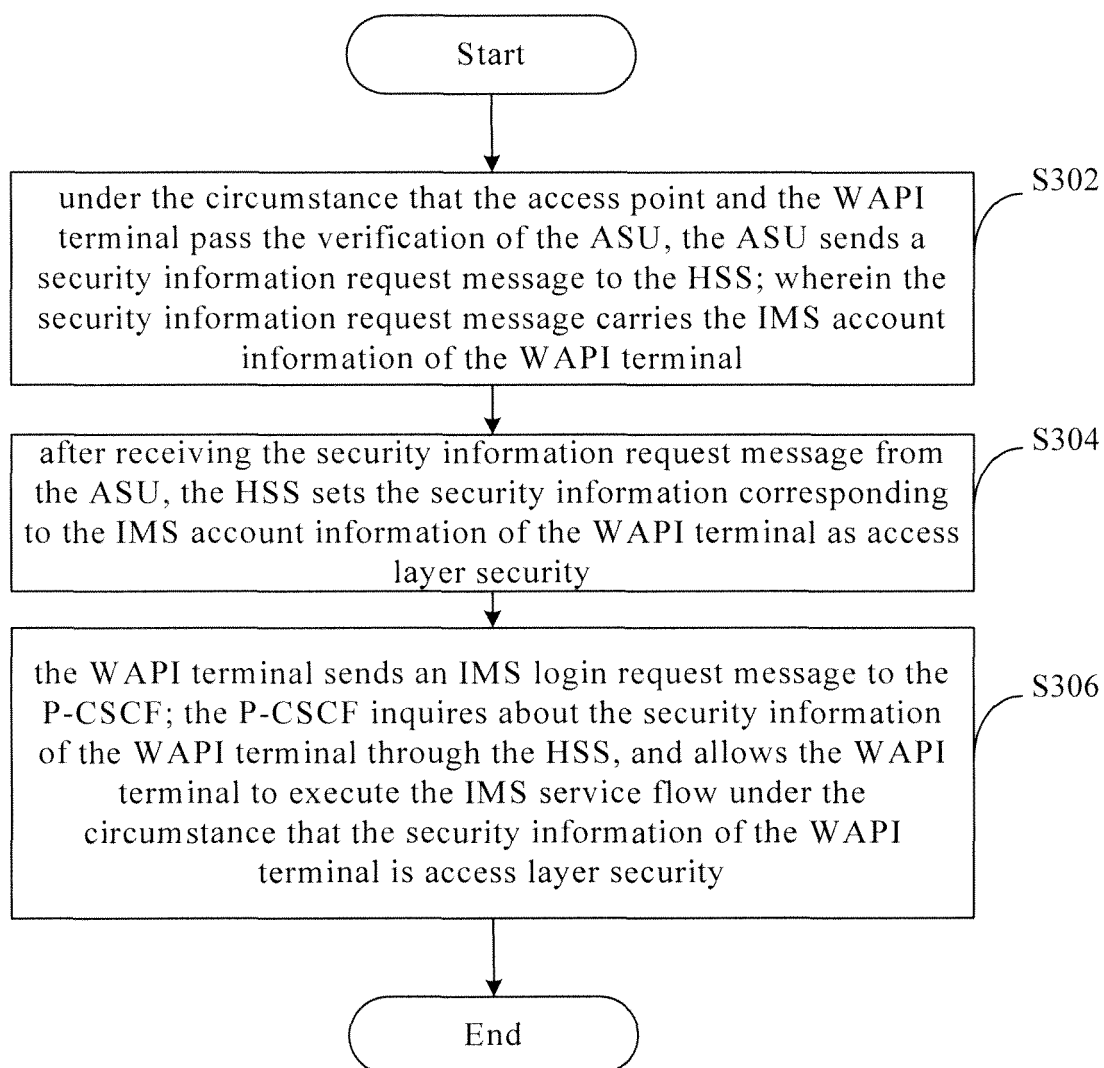 Start
S302
under the circumstance that the access point and the WAPI
terminal pass the verification of the ASU, the ASU sends a
security information request message to the HSS; wherein the
security information request message carries the IMS account
information of the WAPI terminal
S304
after receiving the security information request message from
the ASU, the HSS sets the security information corresponding
to the IMS account information of the WAPI terminal as access
layer security
S306
the WAPI terminal sends an IMS login request message to the
P-CSCF; the P-CSCF inquires about the security information
of the WAPI terminal through the HSS, and allows the WAPI
terminal to execute the IMS service flow under the
circumstance that the security information of the WAPI
terminal is access layer security
End